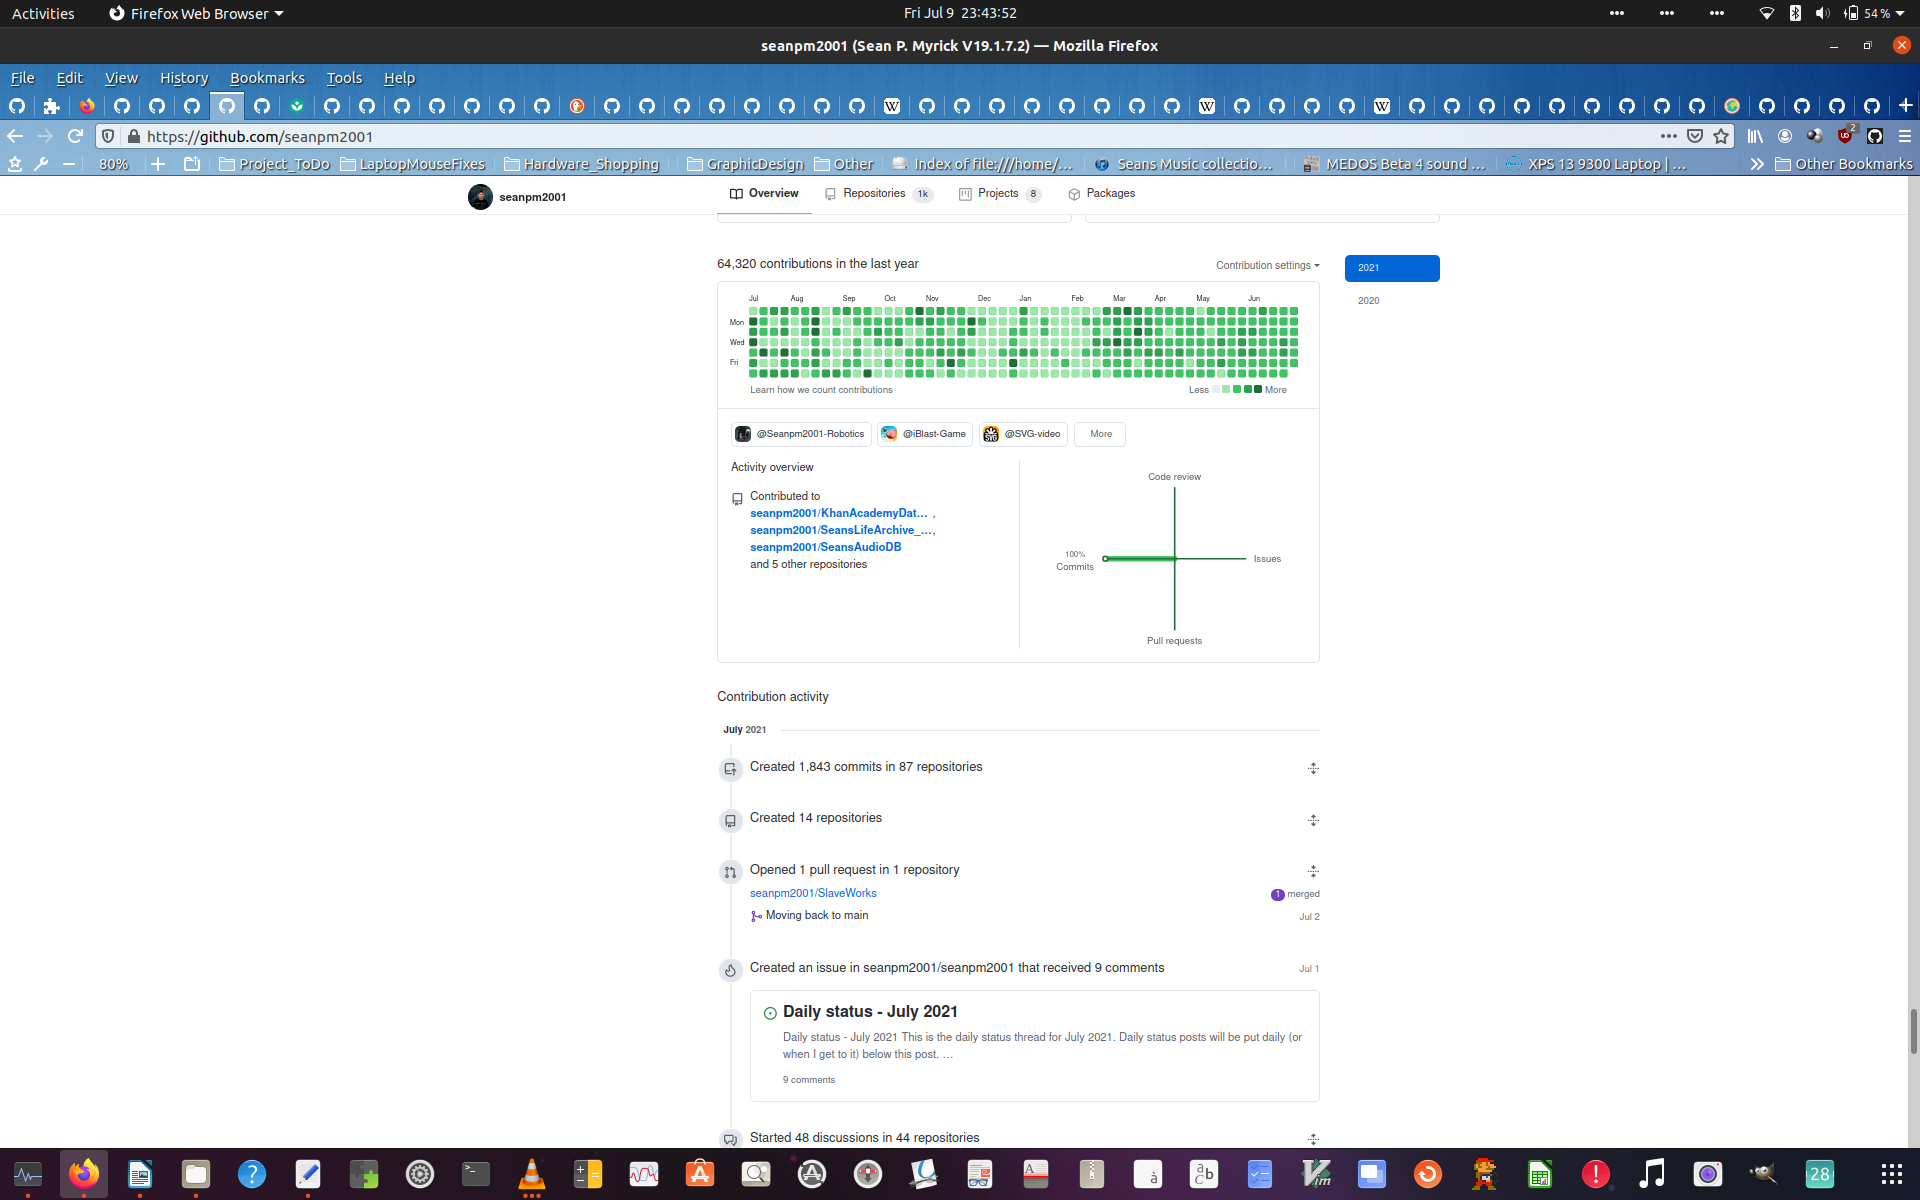 Activities
Firefox Web Browser
Fri Jul 9 23:43:52
54 %
seanpm2001 (Sean P. Myrick V19.1.7.2) — Mozilla Firefox
File Edit View History Bookmarks Tools Help
https://github.com/seanpm2001
2
80%
Project_ToDo
LaptopMouseFixes
Hardware_Shopping
GraphicDesign
Other
Index of file:///home/...
Seans Music collectio...
MEDOS Beta 4 sound ...
XPS 13 9300 Laptop | ...
Other Bookmarks
seanpm2001
Overview
Repositories 1k
Projects 8
Packages
64,320 contributions in the last year
Contribution settings
2021
2020
Jul Aug Sep Oct Nov Dec Jan Feb Mar Apr May Jun
Mon
Wed
Fri
Learn how we count contributions
Less More
@Seanpm2001-Robotics
@iBlast-Game
@SVG-video
More
Activity overview
Contributed to
seanpm2001/KhanAcademyDat... ,
seanpm2001/SeansLifeArchive_... ,
seanpm2001/SeansAudioDB
and 5 other repositories
Code review
100%
Commits
Issues
Pull requests
Contribution activity
July 2021
Created 1,843 commits in 87 repositories
Created 14 repositories
Opened 1 pull request in 1 repository
seanpm2001/SlaveWorks
1 merged
Moving back to main
Jul 2
Created an issue in seanpm2001/seanpm2001 that received 9 comments
Jul 1
Daily status - July 2021
Daily status - July 2021 This is the daily status thread for July 2021. Daily status posts will be put daily (or
when I get to it) below this post. …
9 comments
Started 48 discussions in 44 repositories
28